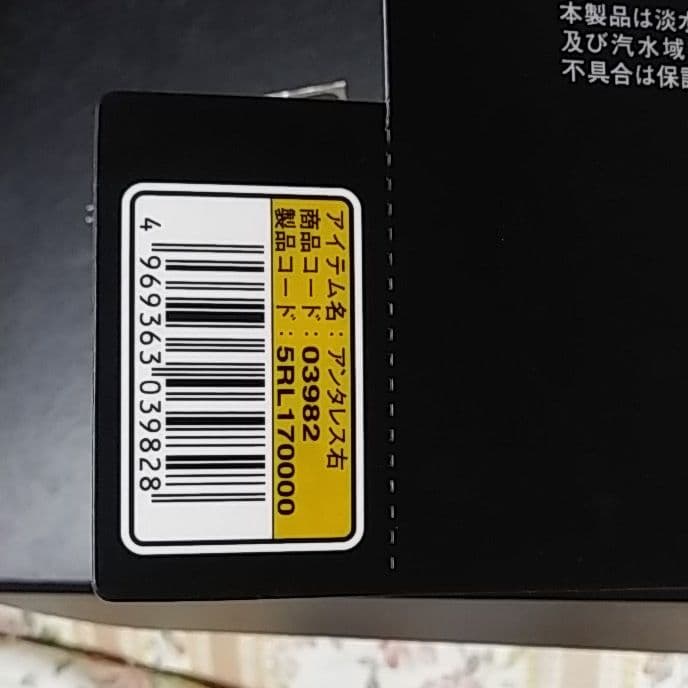 本製品は淡水
及び汽水域
不具合は保証
アイテム名：アンタレス右
商品コード：03982
製品コード：5RL170000
4 969363 039828